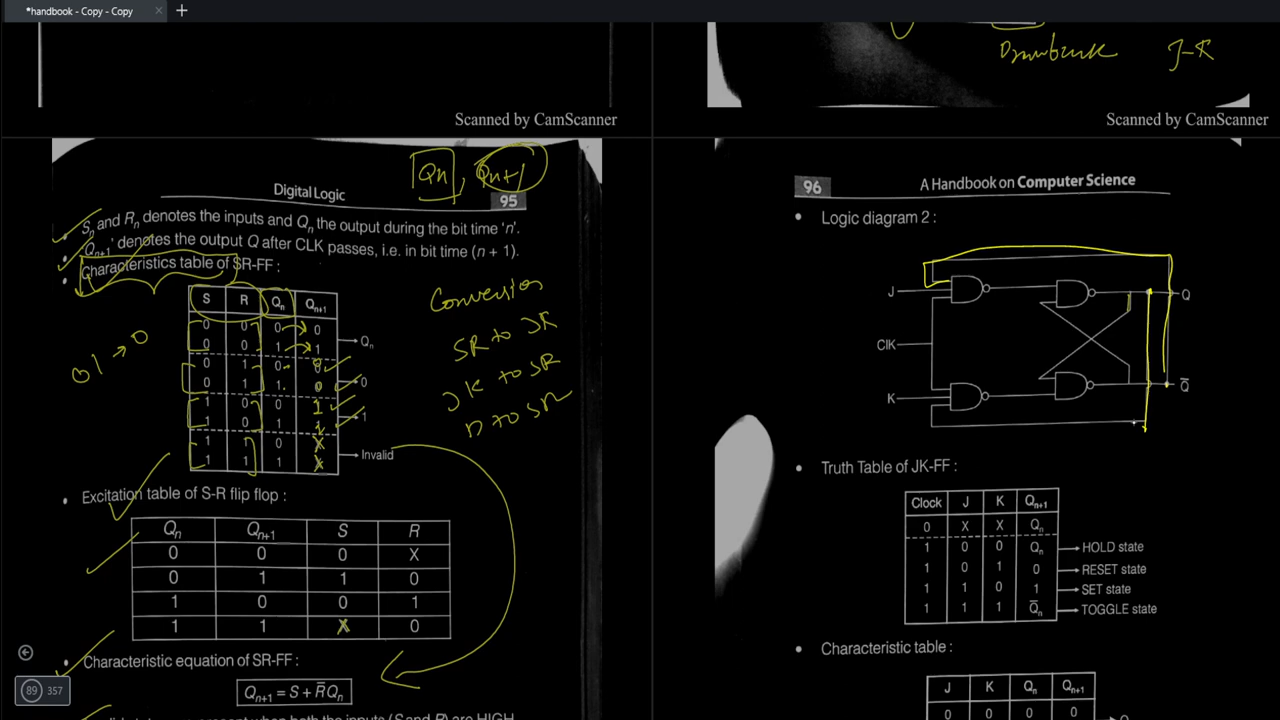 *handbook - Copy - Copy
Drawback J-K
Scanned by CamScanner
Scanned by CamScanner
Qn, Qn+1
Digital Logic
95
Sn and Rn denotes the inputs and Qn the output during the bit time 'n'.
Qn+1' denotes the output Q after CLK passes, i.e. in bit time (n + 1).
Characteristics table of SR-FF :
S R Qn Qn+1
0 0 0 0
0 0 1 1
Qn
0 1 0 0
0 1 1 0
0
1 0 0 1
1 0 1 1
1
1 1 0 X
1 1 1 X
Invalid
01 → 0
Conversion
SR to JK
JK to SR
D to SR
Excitation table of S-R flip flop :
Qn Qn+1 S R
0 0 0 X
0 1 1 0
1 0 0 1
1 1 X 0
Characteristic equation of SR-FF :
Qn+1 = S + R̅Qn
(S and R) are HIGH
89 357
96
A Handbook on Computer Science
Logic diagram 2 :
J
Q
ClK
K
Q̅
Truth Table of JK-FF :
Clock J K Qn+1
0 X X Qn
1 0 0 Qn HOLD state
1 0 1 0 RESET state
1 1 0 1 SET state
1 1 1 Q̅n TOGGLE state
Characteristic table :
J K Qn Qn+1
0 0 0 0